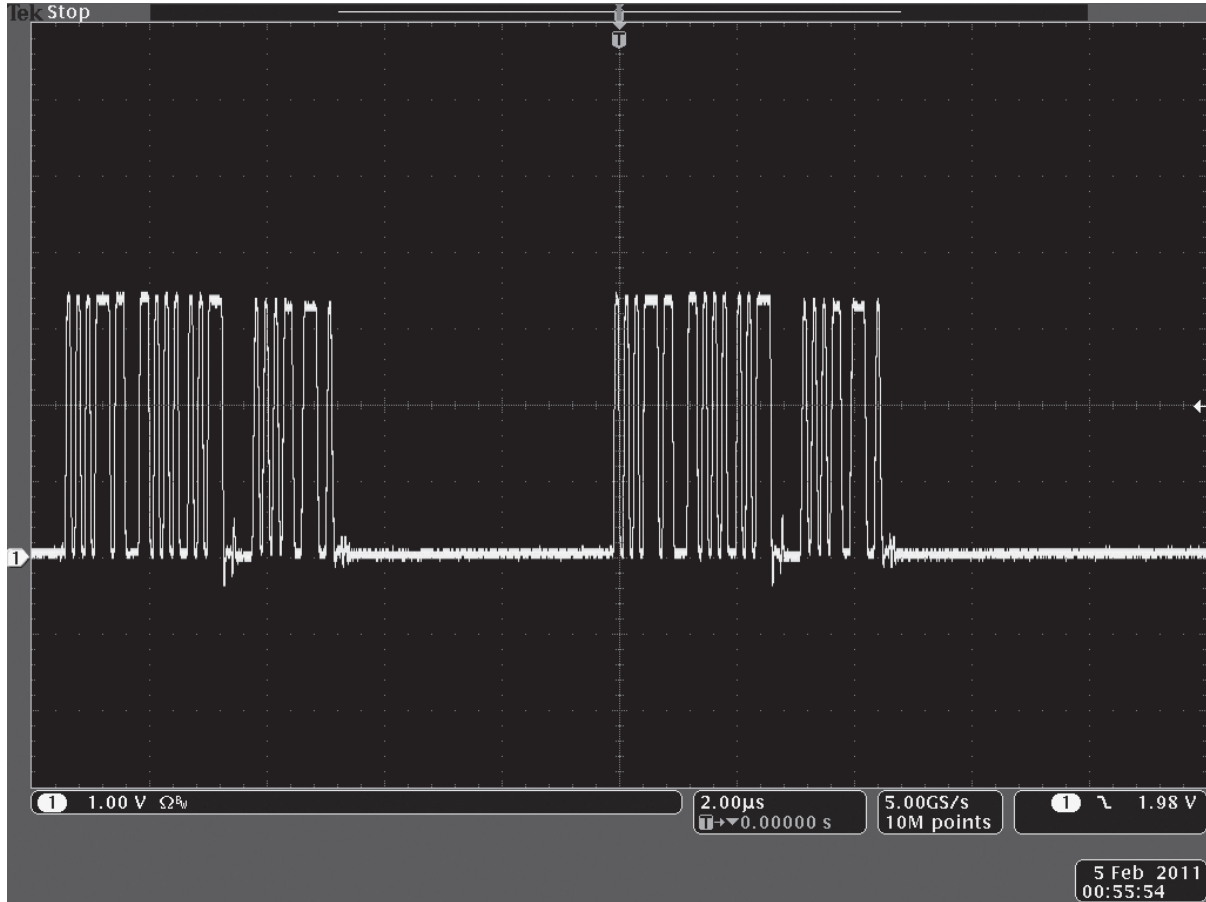 Tek Stop
T
1
1 1.00 V Ω Bw
2.00µs
T→▼0.00000 s
5.00GS/s
10M points
1 1.98 V
5 Feb 2011
00:55:54